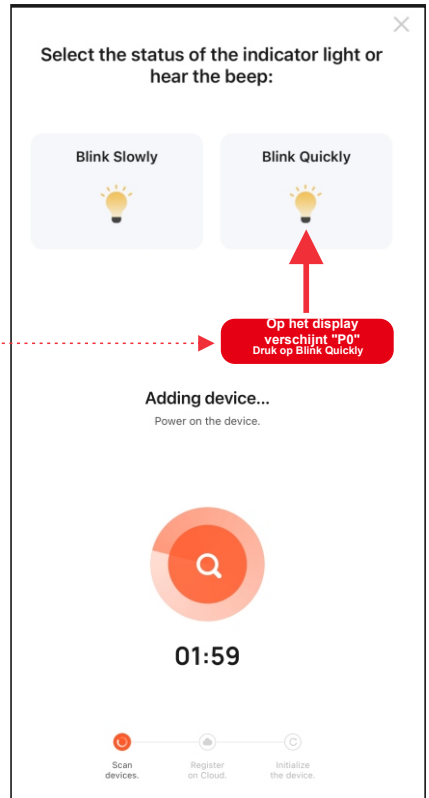 Select the status of the indicator light or
hear the beep:
Blink Slowly
Blink Quickly
Op het display
verschijnt "P0"
Druk op Blink Quickly
Adding device...
Power on the device.
01:59
Scan
devices.
Register
on Cloud.
Initialize
the device.